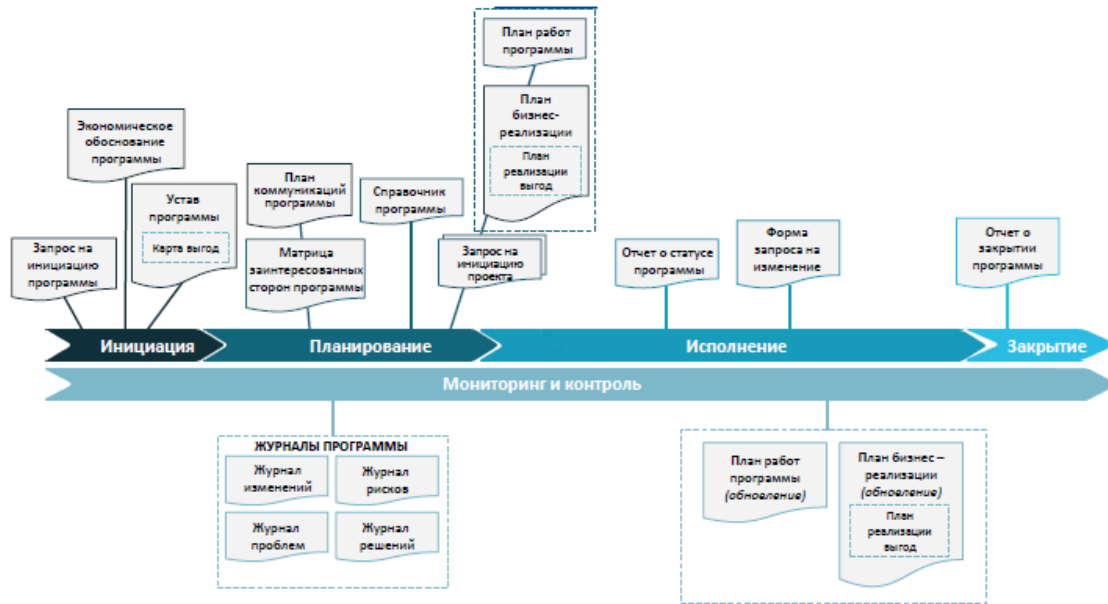 План работ
программы
План
бизнес-
реализации
План
реализации
выгод
Экономическое
обоснование
программы
Устав
программы
Карта выгод
Запрос на
инициацию
программы
План
коммуникаций
программы
Матрица
заинтересованных
сторон программы
Справочник
программы
Запрос на
инициацию
проекта
Отчет о статусе
программы
Форма
запроса на
изменение
Отчет о
закрытии
программы
Инициация
Планирование
Исполнение
Закрытие
Мониторинг и контроль
ЖУРНАЛЫ ПРОГРАММЫ
Журнал
изменений
Журнал
рисков
Журнал
проблем
Журнал
решений
План работ
программы
(обновление)
План бизнес –
реализации
(обновление)
План
реализации
выгод